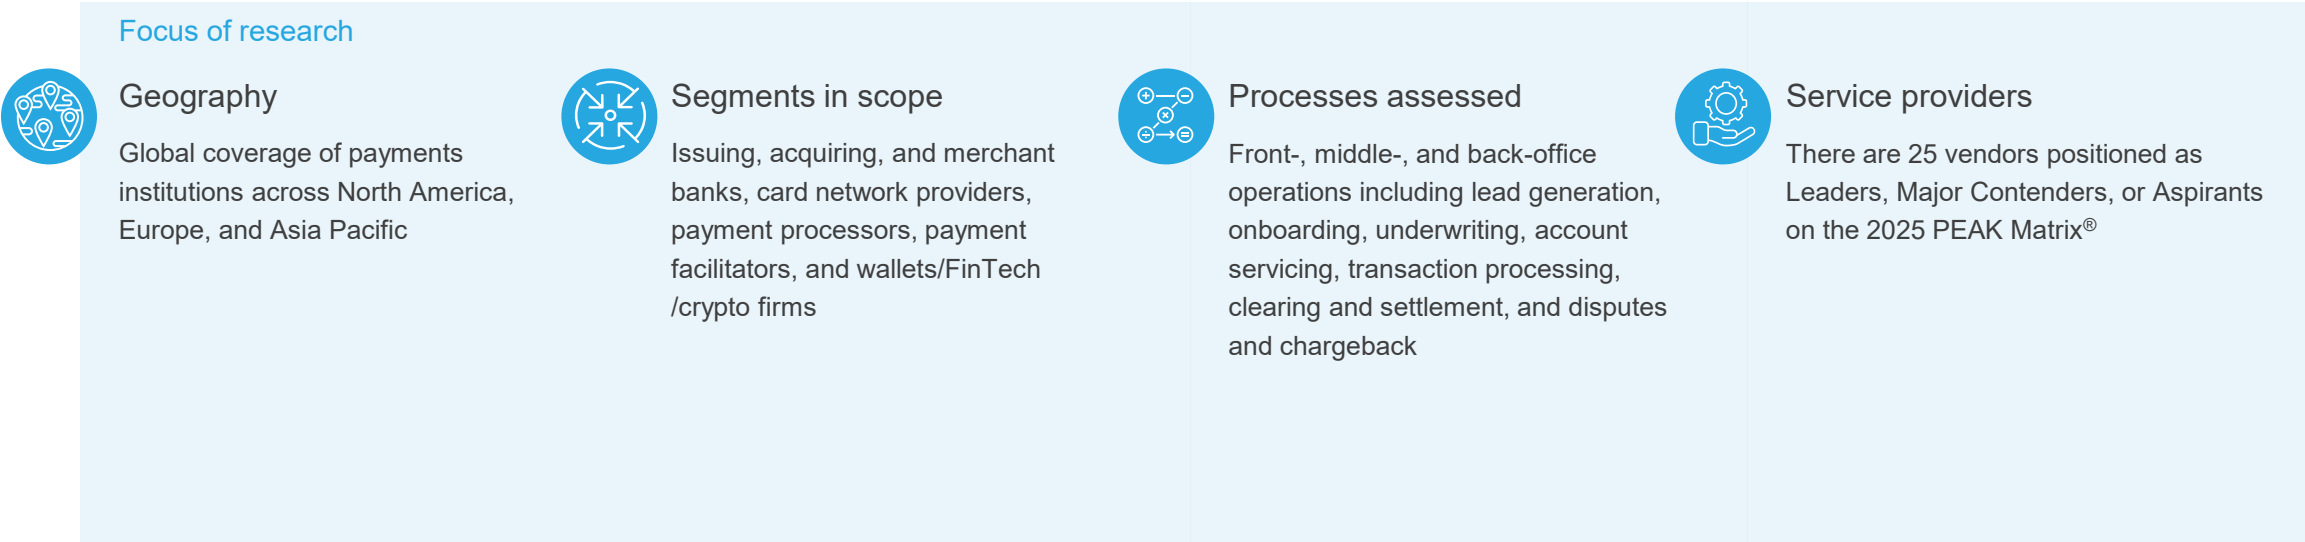 Focus of research
Geography
Global coverage of payments
institutions across North America,
Europe, and Asia Pacific
Segments in scope
Issuing, acquiring, and merchant
banks, card network providers,
payment processors, payment
facilitators, and wallets/FinTech
/crypto firms
Processes assessed
Front-, middle-, and back-office
operations including lead generation,
onboarding, underwriting, account
servicing, transaction processing,
clearing and settlement, and disputes
and chargeback
Service providers
There are 25 vendors positioned as
Leaders, Major Contenders, or Aspirants
on the 2025 PEAK Matrix®